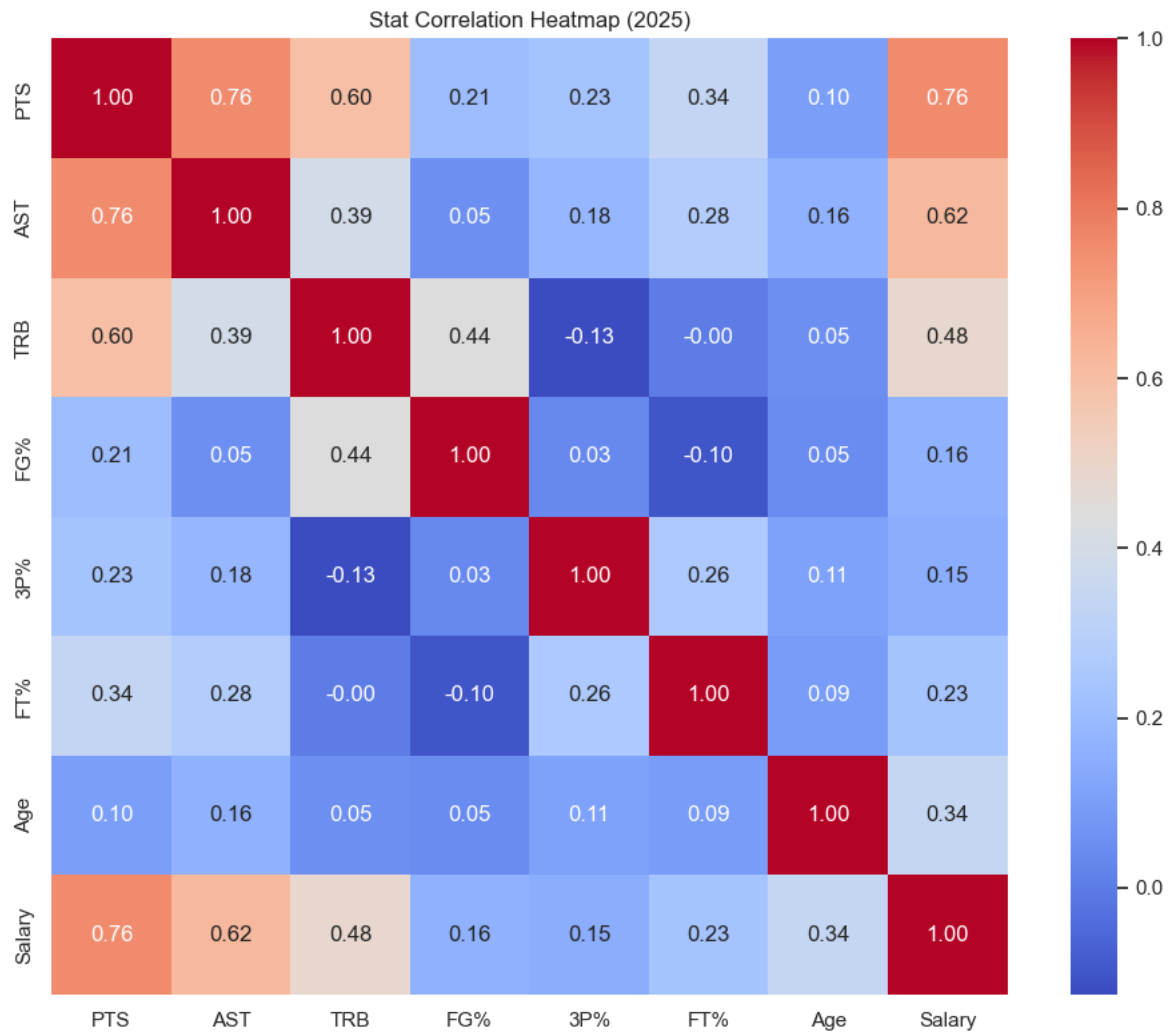 Stat Correlation Heatmap (2025)
PTS 1.00 0.76 0.60 0.21 0.23 0.34 0.10 0.76
AST 0.76 1.00 0.39 0.05 0.18 0.28 0.16 0.62
TRB 0.60 0.39 1.00 0.44 -0.13 -0.00 0.05 0.48
FG% 0.21 0.05 0.44 1.00 0.03 -0.10 0.05 0.16
3P% 0.23 0.18 -0.13 0.03 1.00 0.26 0.11 0.15
FT% 0.34 0.28 -0.00 -0.10 0.26 1.00 0.09 0.23
Age 0.10 0.16 0.05 0.05 0.11 0.09 1.00 0.34
Salary 0.76 0.62 0.48 0.16 0.15 0.23 0.34 1.00
PTS AST TRB FG% 3P% FT% Age Salary
1.0
0.8
0.6
0.4
0.2
0.0